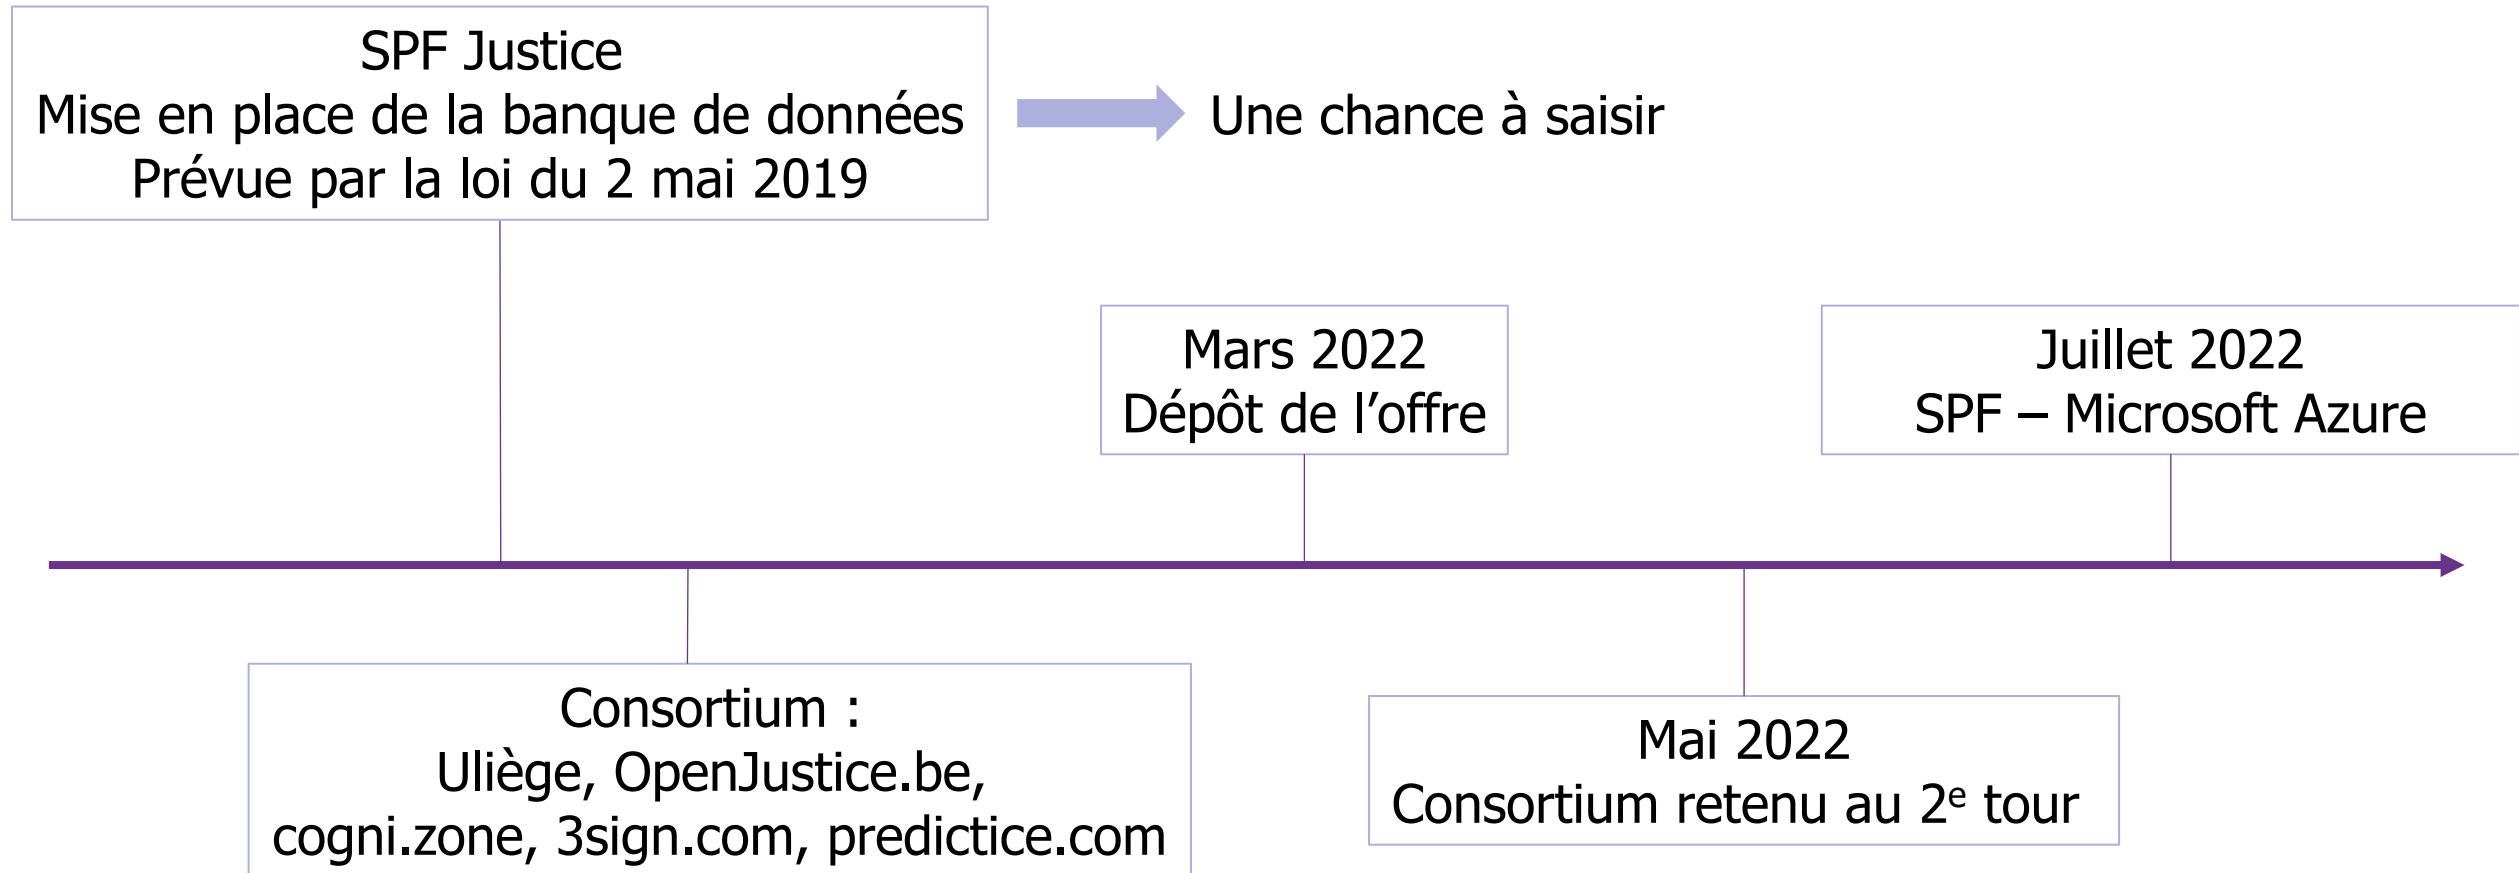 SPF Justice
Mise en place de la banque de données
Prévue par la loi du 2 mai 2019
Une chance à saisir
Mars 2022
Dépôt de l’offre
Juillet 2022
SPF – Microsoft Azure
Consortium :
Uliège, OpenJustice.be,
cogni.zone, 3sign.com, predictice.com
Mai 2022
Consortium retenu au 2e tour